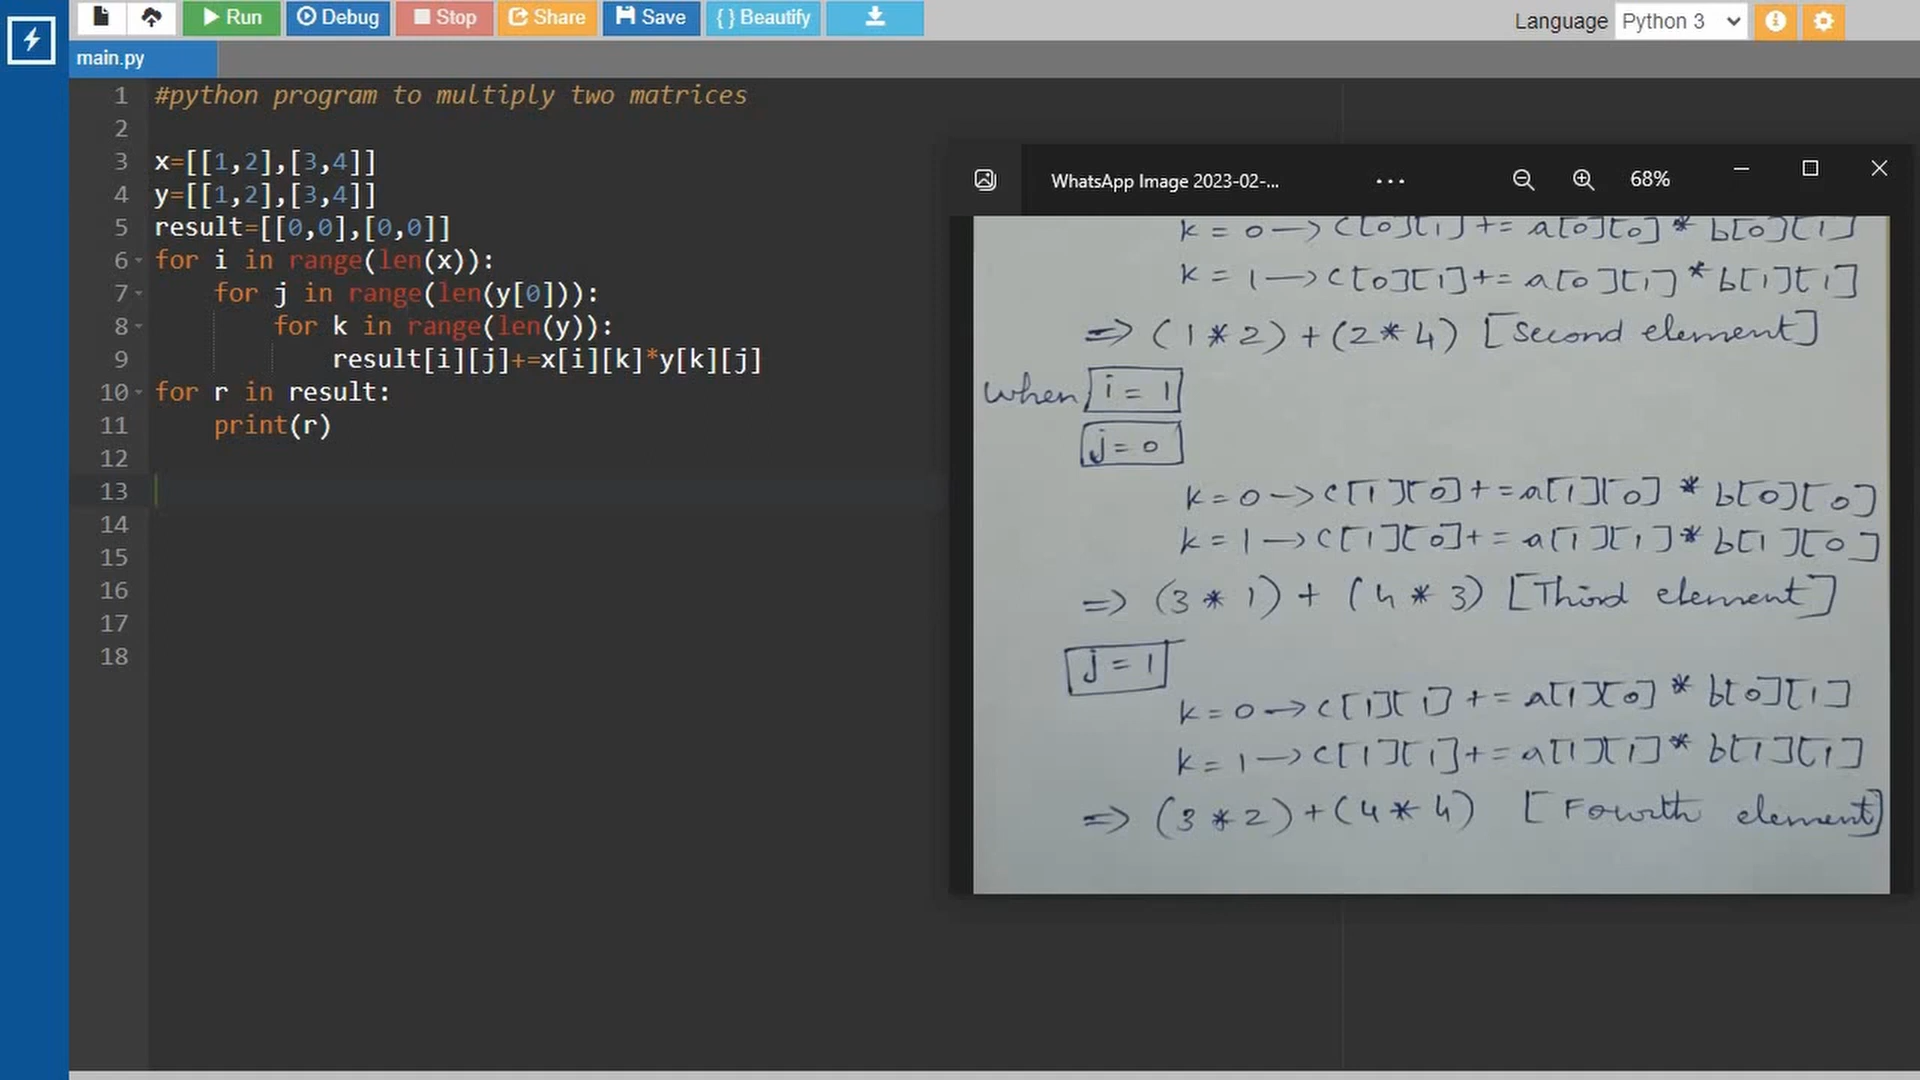 Run Debug Stop Share Save { } Beautify
Language Python 3
main.py
1 #python program to multiply two matrices
2
3 x=[[1,2],[3,4]]
4 y=[[1,2],[3,4]]
5 result=[[0,0],[0,0]]
6 for i in range(len(x)):
7 for j in range(len(y[0])):
8 for k in range(len(y)):
9 result[i][j]+=x[i][k]*y[k][j]
10 for r in result:
11 print(r)
12
13
14
15
16
17
18
WhatsApp Image 2023-02-... ... 68%
k = 0 → c[0][1] += a[0][0] * b[0][1]
k = 1 → c[0][1] += a[0][1] * b[1][1]
⇒ (1 * 2) + (2 * 4) [Second element]
When i = 1
j = 0
k = 0 → c[1][0] += a[1][0] * b[0][0]
k = 1 → c[1][0] += a[1][1] * b[1][0]
⇒ (3 * 1) + (4 * 3) [Third element]
j = 1
k = 0 → c[1][1] += a[1][0] * b[0][1]
k = 1 → c[1][1] += a[1][1] * b[1][1]
⇒ (3 * 2) + (4 * 4) [Fourth element]